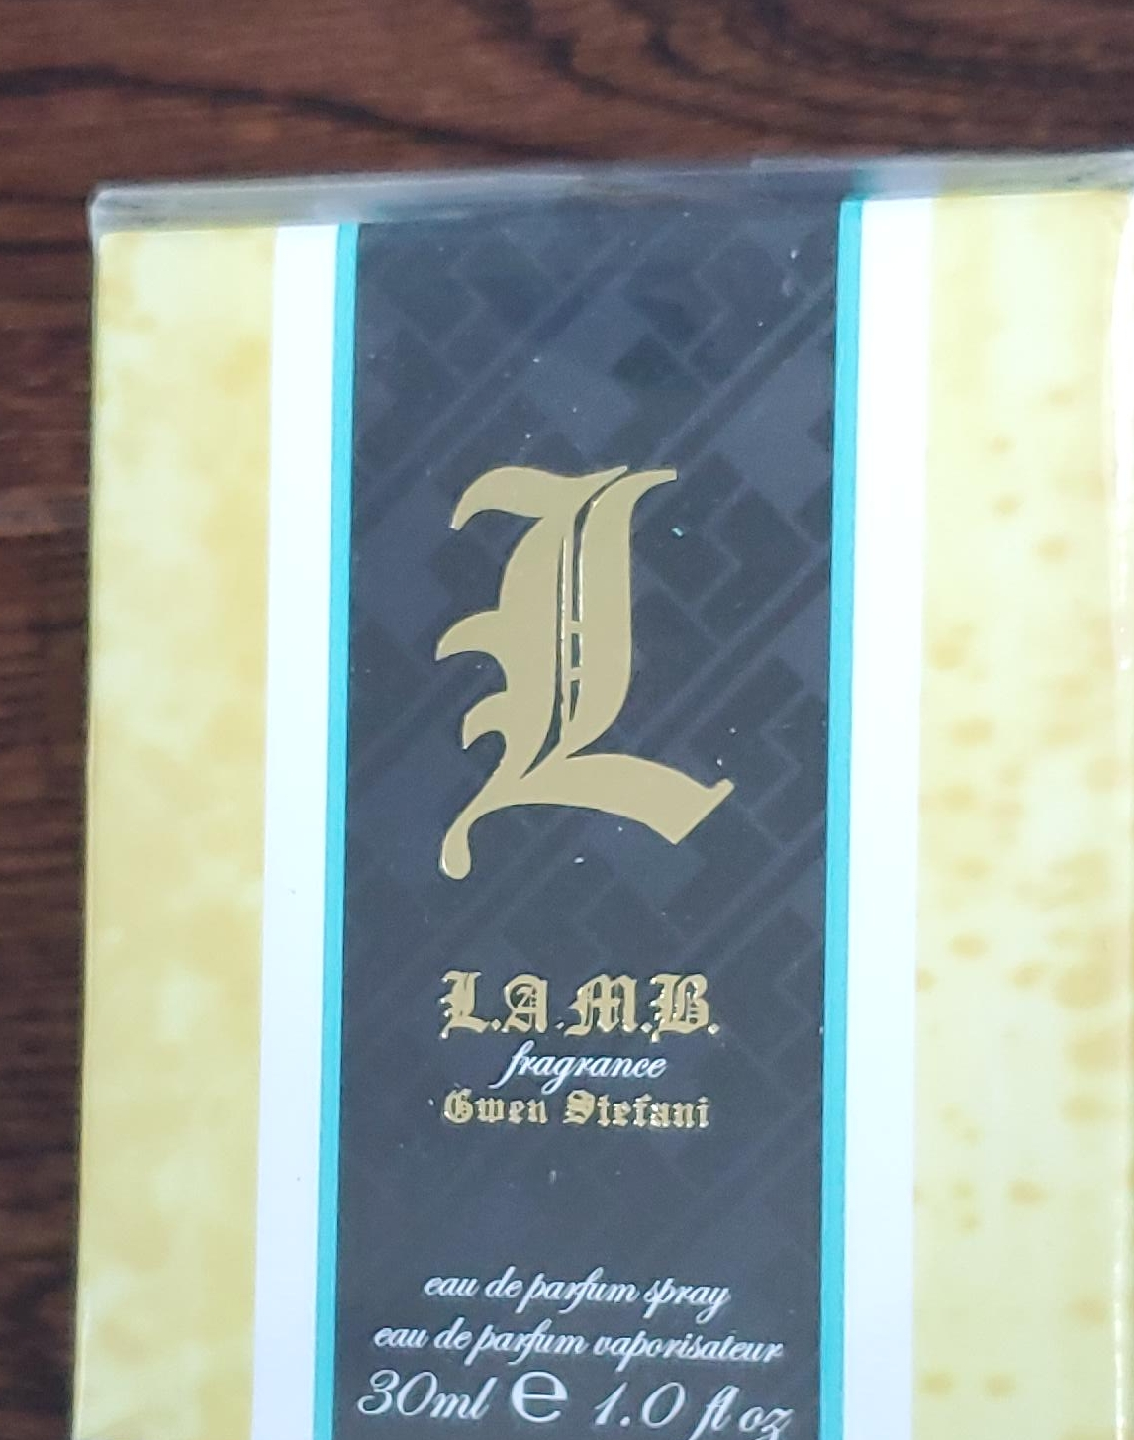 L
L.A.M.B.
fragrance
Gwen Stefani
eau de parfum spray
eau de parfum vaporisateur
30ml e 1.0 fl oz